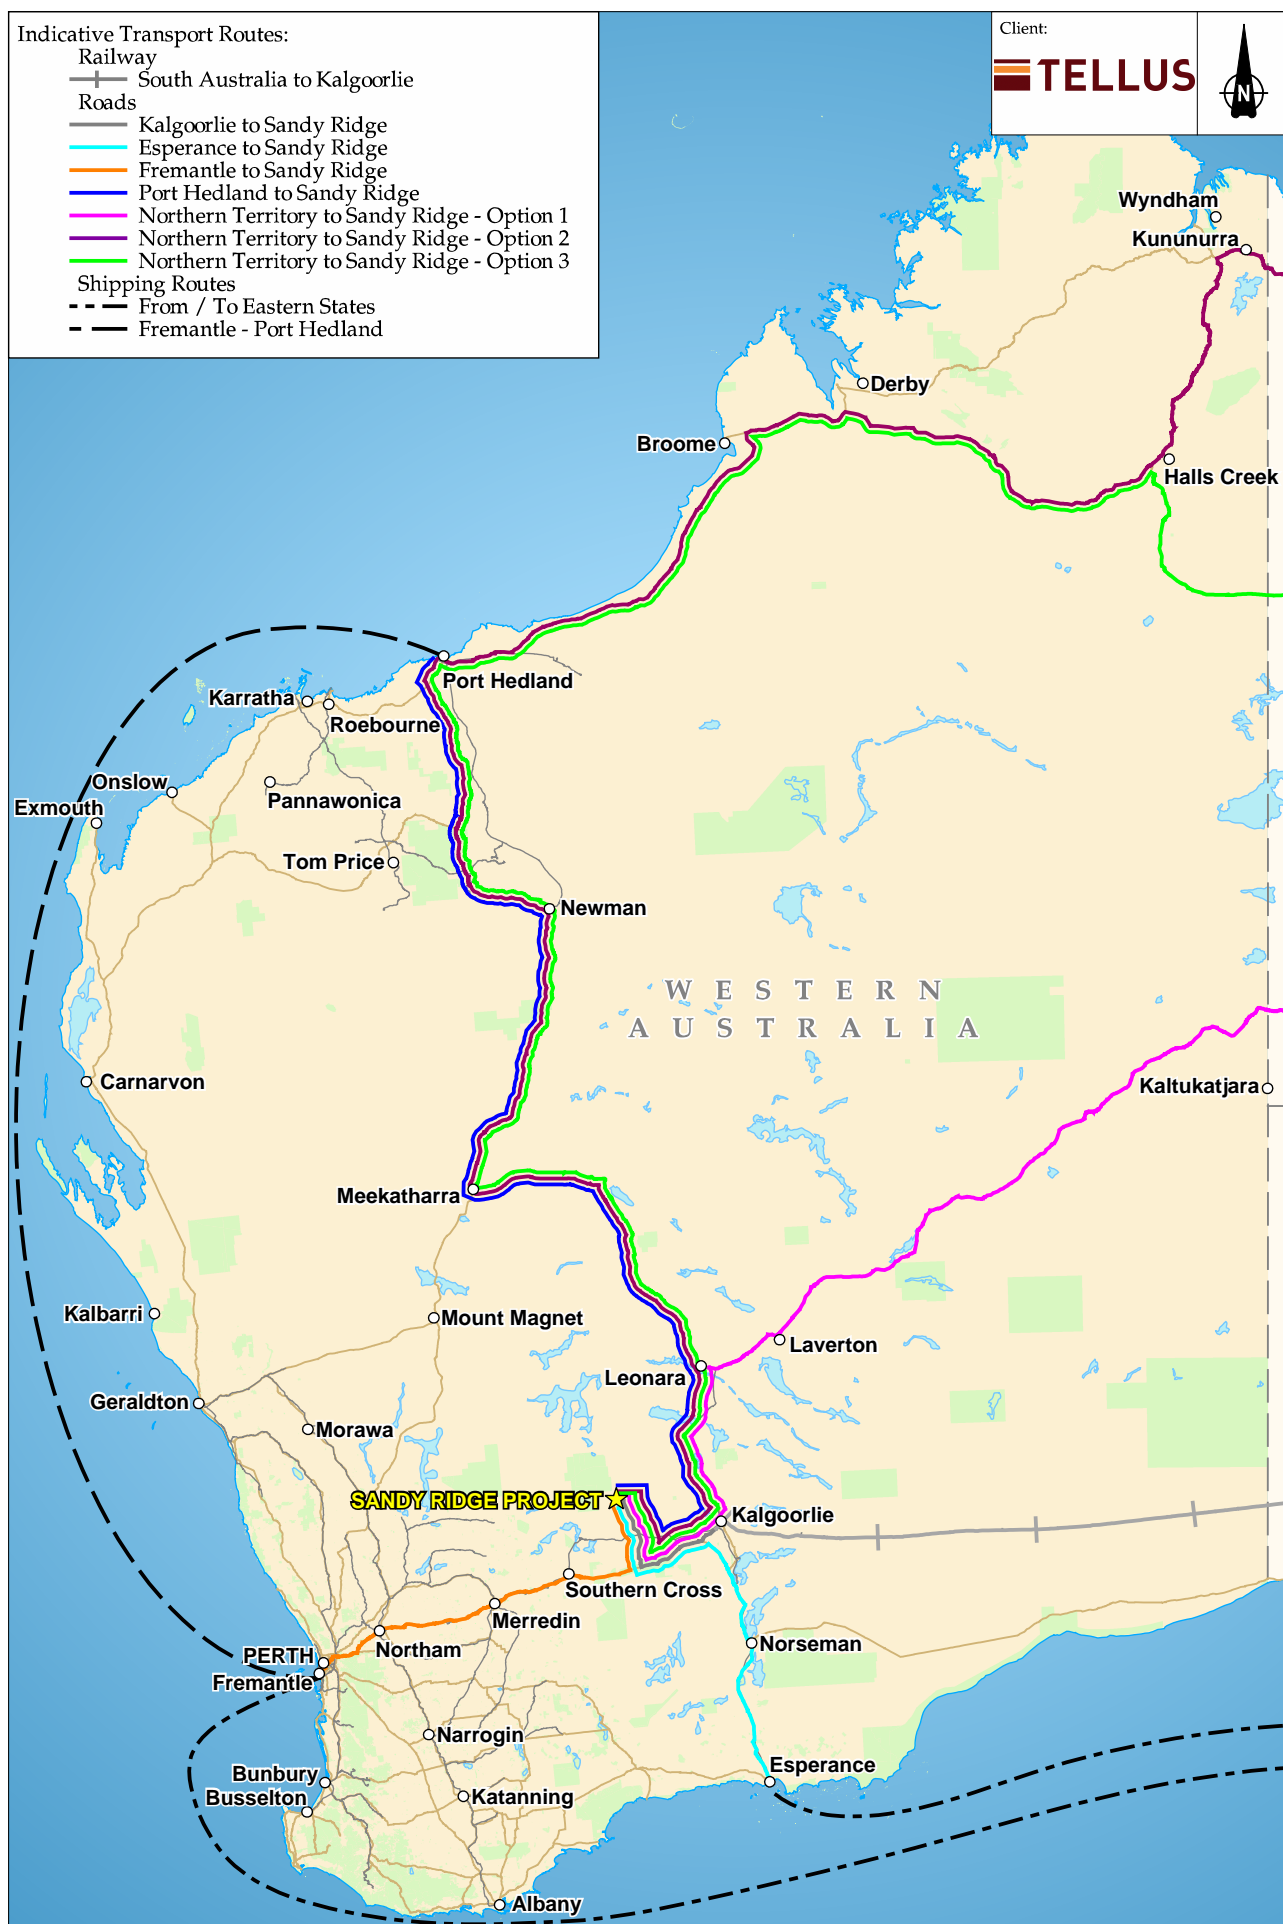 Indicative Transport Routes:
Railway
South Australia to Kalgoorlie
Roads
Kalgoorlie to Sandy Ridge
Esperance to Sandy Ridge
Fremantle to Sandy Ridge
Port Hedland to Sandy Ridge
Northern Territory to Sandy Ridge - Option 1
Northern Territory to Sandy Ridge - Option 2
Northern Territory to Sandy Ridge - Option 3
Shipping Routes
From / To Eastern States
Fremantle - Port Hedland
Client:
TELLUS
N
Wyndham
Kununurra
Derby
Broome
Halls Creek
Port Hedland
Karratha
Roebourne
Onslow
Pannawonica
Exmouth
Tom Price
Newman
WESTERN
AUSTRALIA
Carnarvon
Kaltukatjara
Meekatharra
Kalbarri
Mount Magnet
Laverton
Leonara
Geraldton
Morawa
SANDY RIDGE PROJECT
Kalgoorlie
Southern Cross
Merredin
Northam
Norseman
PERTH
Fremantle
Narrogin
Esperance
Bunbury
Busselton
Katanning
Albany